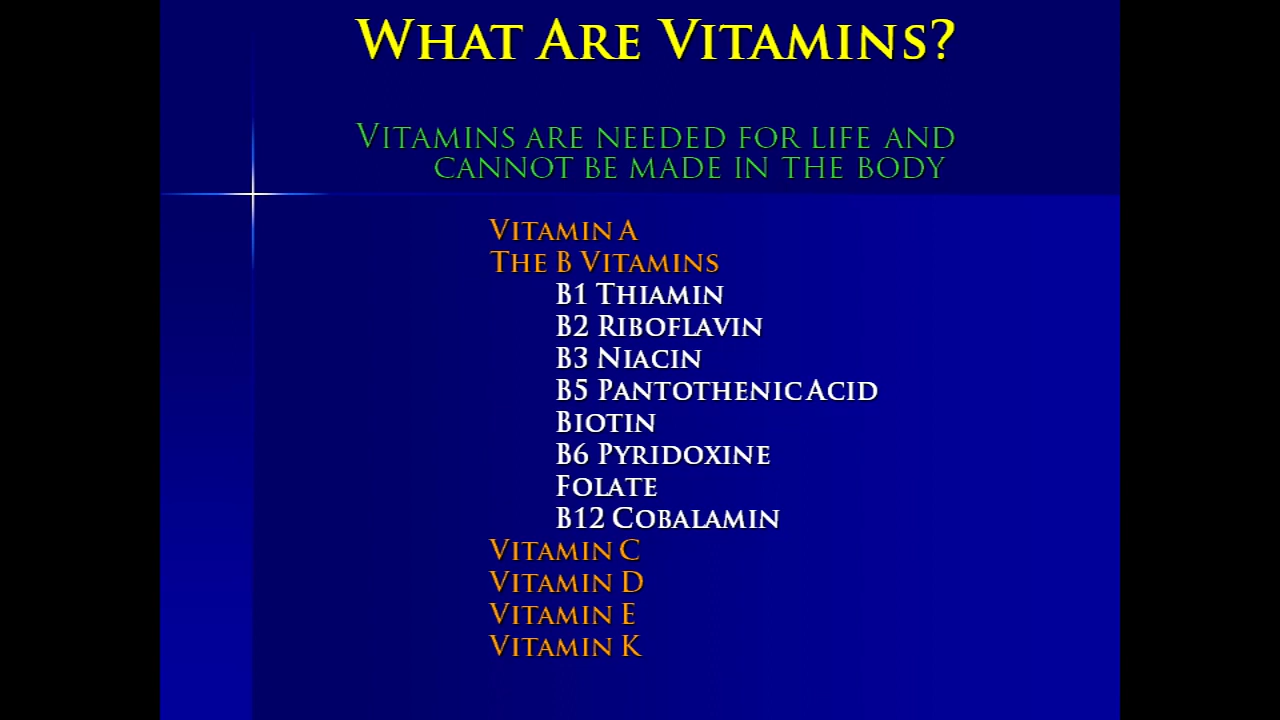 What Are Vitamins?
Vitamins are needed for life and
cannot be made in the body
Vitamin A
The B Vitamins
B1 Thiamin
B2 Riboflavin
B3 Niacin
B5 Pantothenic Acid
Biotin
B6 Pyridoxine
Folate
B12 Cobalamin
Vitamin C
Vitamin D
Vitamin E
Vitamin K